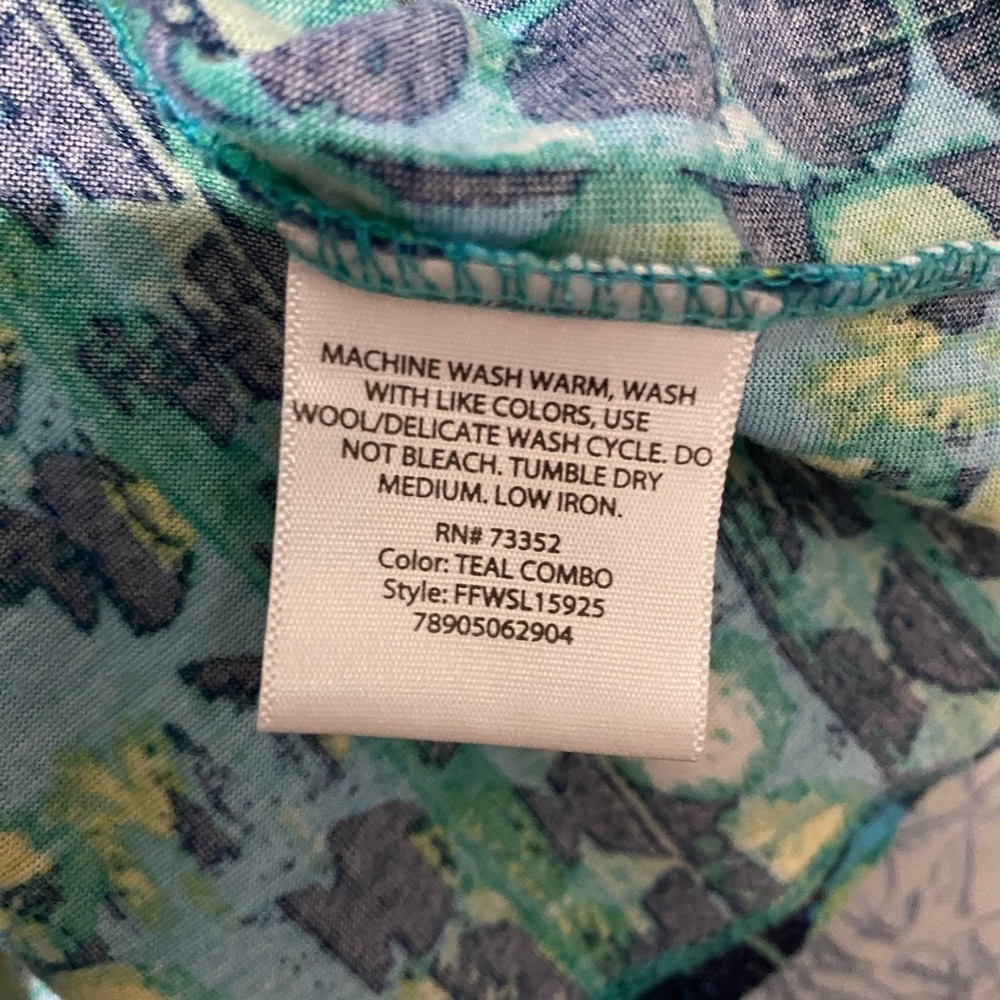 MACHINE WASH WARM, WASH
WITH LIKE COLORS, USE
WOOL/DELICATE WASH CYCLE. DO
NOT BLEACH. TUMBLE DRY
MEDIUM. LOW IRON.
RN# 73352
Color: TEAL COMBO
Style: FFWSL15925
78905062904